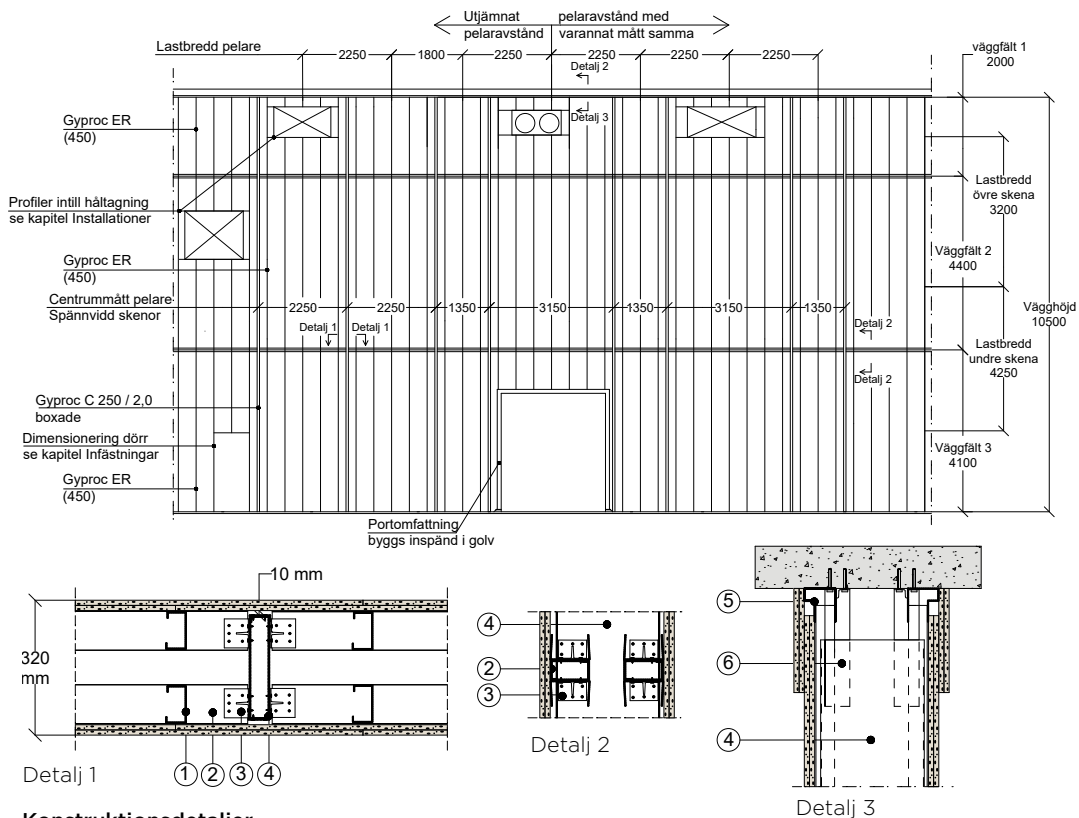 Utjämnat
pelaravstånd
pelaravstånd med
varannat mått samma
Lastbredd pelare
2250
1800
2250
2250
2250
2250
väggfält 1
2000
Detalj 2
Detalj 3
Gyproc ER
(450)
Profiler intill håltagning
se kapitel Installationer
Lastbredd
övre skena
3200
Gyproc ER
(450)
Väggfält 2
4400
Centrummått pelare
Spännvidd skenor
2250
2250
1350
3150
1350
3150
1350
Vägghöjd
10500
Detalj 1
Detalj 1
Detalj 2
Lastbredd
undre skena
4250
Detalj 2
Gyproc C 250 / 2,0
boxade
Dimensionering dörr
se kapitel Infästningar
Väggfält 3
4100
Gyproc ER
(450)
Portomfattning
byggs inspänd i golv
10 mm
320
mm
1
2
3
4
Detalj 1
4
2
3
Detalj 2
5
6
4
Detalj 3